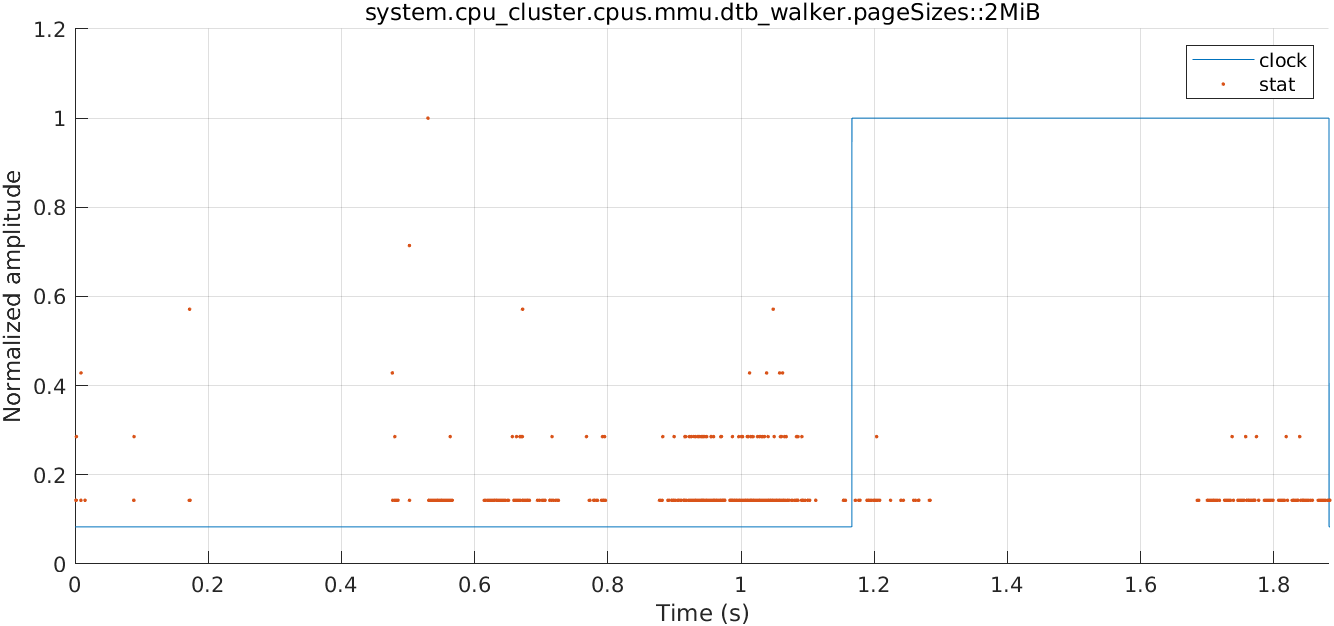 system.cpu_cluster.cpus.mmu.dtb_walker.pageSizes::2MiB
1.2
1
0.8
0.6
0.4
0.2
0
Normalized amplitude
clock
stat
0 0.2 0.4 0.6 0.8 1 1.2 1.4 1.6 1.8
Time (s)